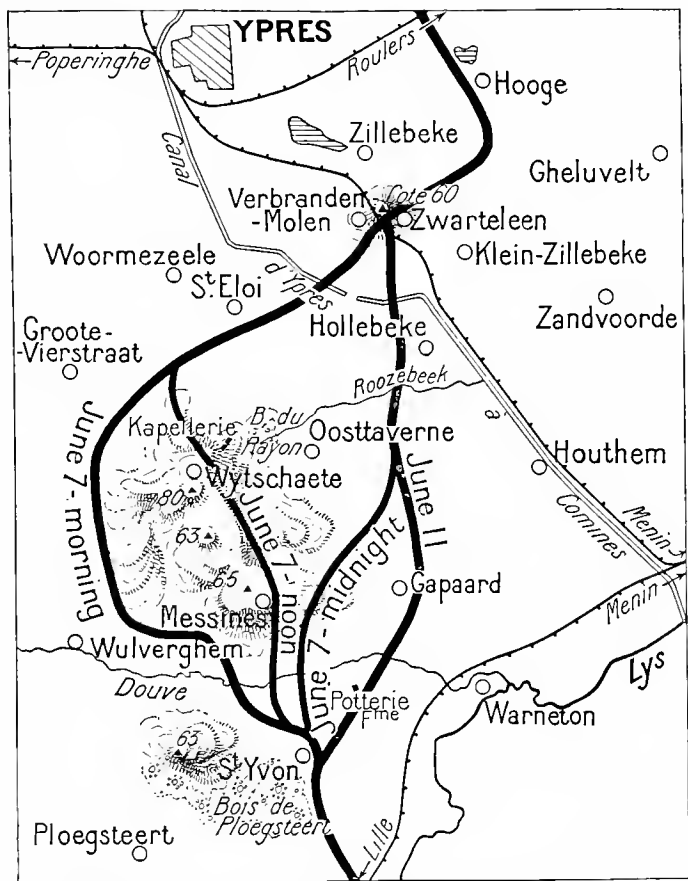 YPRES
←Poperinghe
Roulers
Hooge
Canal
Zillebeke
Gheluvelt
Cote 60
Verbranden
-Molen
Zwarteleen
Klein-Zillebeke
Woormezeele
d'Ypres
St Eloi
Zandvoorde
Groote-
-Vierstraat
Hollebeke
Roozebeek
à
Kapellerie
B. du
Rayon
Oosttaverne
Houthem
Wytschaete
80
June 7 - morning
June 7 - noon
June 7 - midnight
June 11
Comines
Menin
63
65
Gapaard
Menin
Messines
Wulverghem
Lys
Douve
Potterie
Fme
Warneton
63
St Yvon
Bois de
Ploegsteert
Ploegsteert
Lille